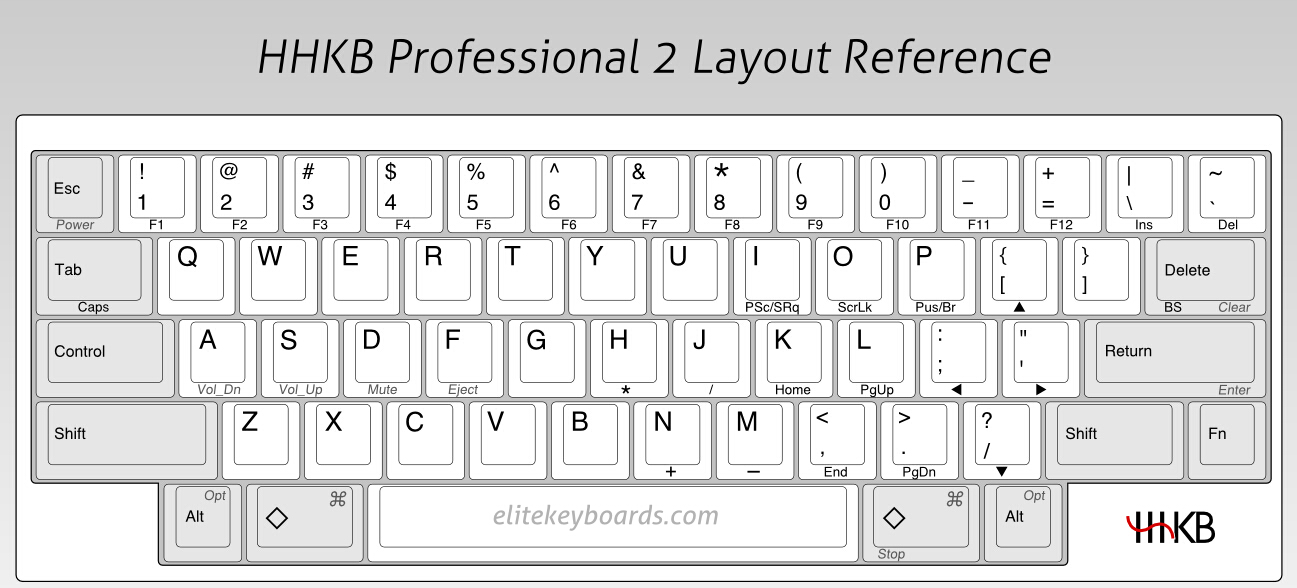 HHKB Professional 2 Layout Reference
! @ # $ % ^ & * ( ) _ + | ~
Esc 1 2 3 4 5 6 7 8 9 0 - = \ `
Power F1 F2 F3 F4 F5 F6 F7 F8 F9 F10 F11 F12 Ins Del
Tab Q W E R T Y U I O P { } Delete
[ ]
Caps PSc/SRq ScrLk Pus/Br ▲ BS Clear
Control A S D F G H J K L : " Return
; '
Vol_Dn Vol_Up Mute Eject * / Home PgUp ◀ ▶ Enter
Shift Z X C V B N M < > ? Shift Fn
, . /
+ – End PgDn ▼
Opt ⌘ ⌘ Opt
Alt ◇ elitekeyboards.com ◇ Alt HHKB
Stop